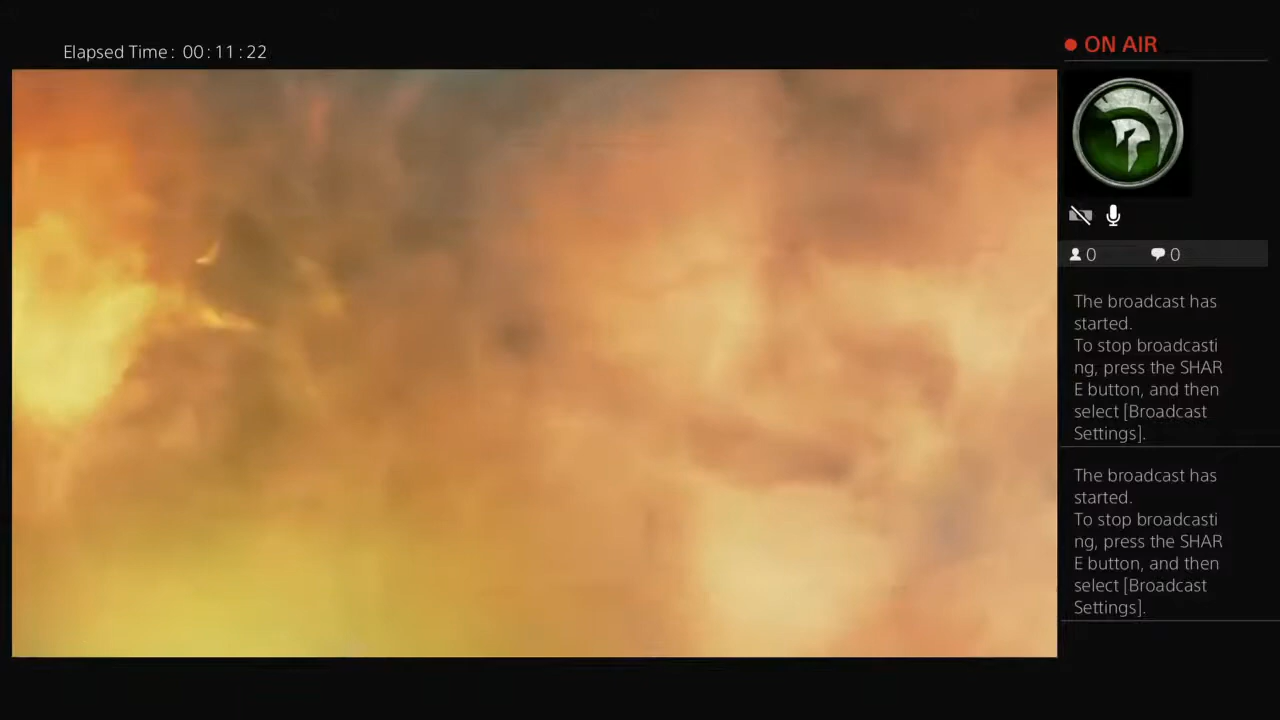 Elapsed Time: 00:11:22
ON AIR
0 0
The broadcast has
started.
To stop broadcasti
ng, press the SHAR
E button, and then
select [Broadcast
Settings].
The broadcast has
started.
To stop broadcasti
ng, press the SHAR
E button, and then
select [Broadcast
Settings].